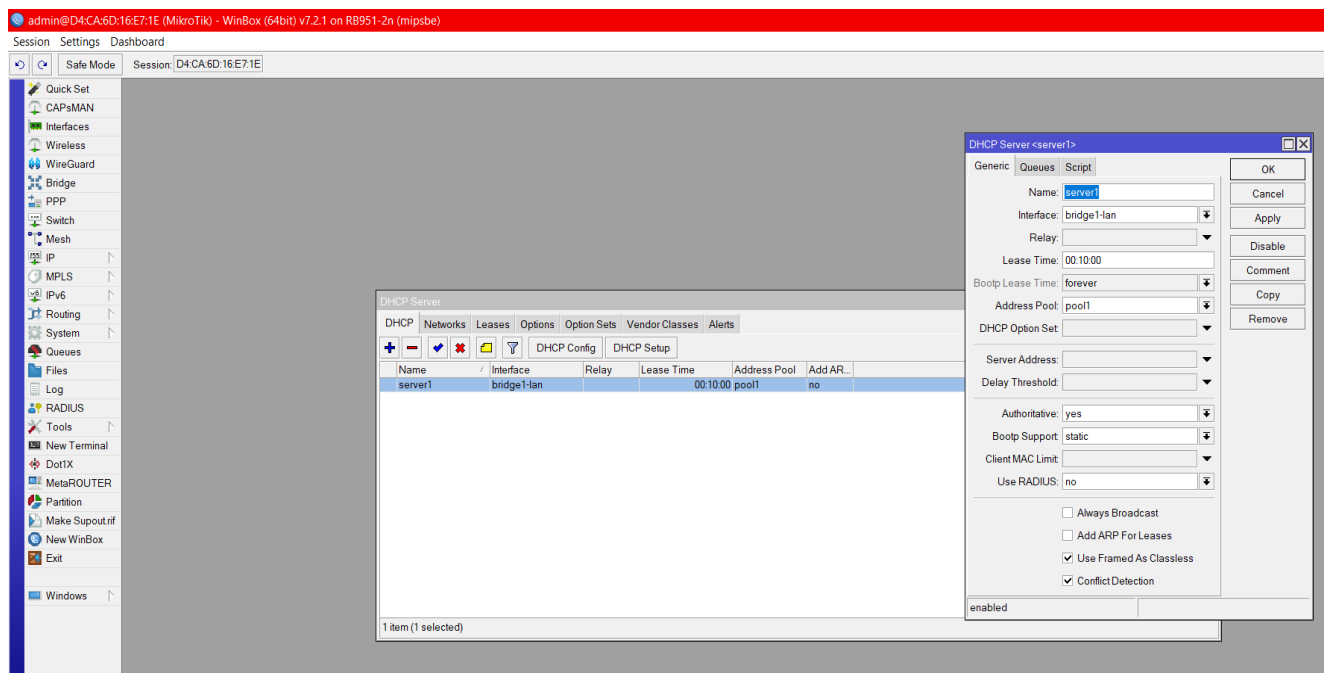 admin@D4:CA:6D:16:E7:1E (MikroTik) - WinBox (64bit) v7.2.1 on RB951-2n (mipsbe)
Session Settings Dashboard
Safe Mode Session: D4:CA:6D:16:E7:1E
Quick Set
CAPsMAN
Interfaces
Wireless
WireGuard
Bridge
PPP
Switch
Mesh
IP
MPLS
IPv6
Routing
System
Queues
Files
Log
RADIUS
Tools
New Terminal
Dot1X
MetaROUTER
Partition
Make Supout.rif
New WinBox
Exit
Windows
DHCP Server
DHCP Networks Leases Options Option Sets Vendor Classes Alerts
DHCP Config DHCP Setup
Name Interface Relay Lease Time Address Pool Add AR...
server1 bridge1-lan 00:10:00 pool1 no
1 item (1 selected)
DHCP Server <server1>
Generic Queues Script
Name: server1
Interface: bridge1-lan
Relay:
Lease Time: 00:10:00
Bootp Lease Time: forever
Address Pool: pool1
DHCP Option Set:
Server Address:
Delay Threshold:
Authoritative: yes
Bootp Support: static
Client MAC Limit:
Use RADIUS: no
Always Broadcast
Add ARP For Leases
Use Framed As Classless
Conflict Detection
enabled
OK
Cancel
Apply
Disable
Comment
Copy
Remove